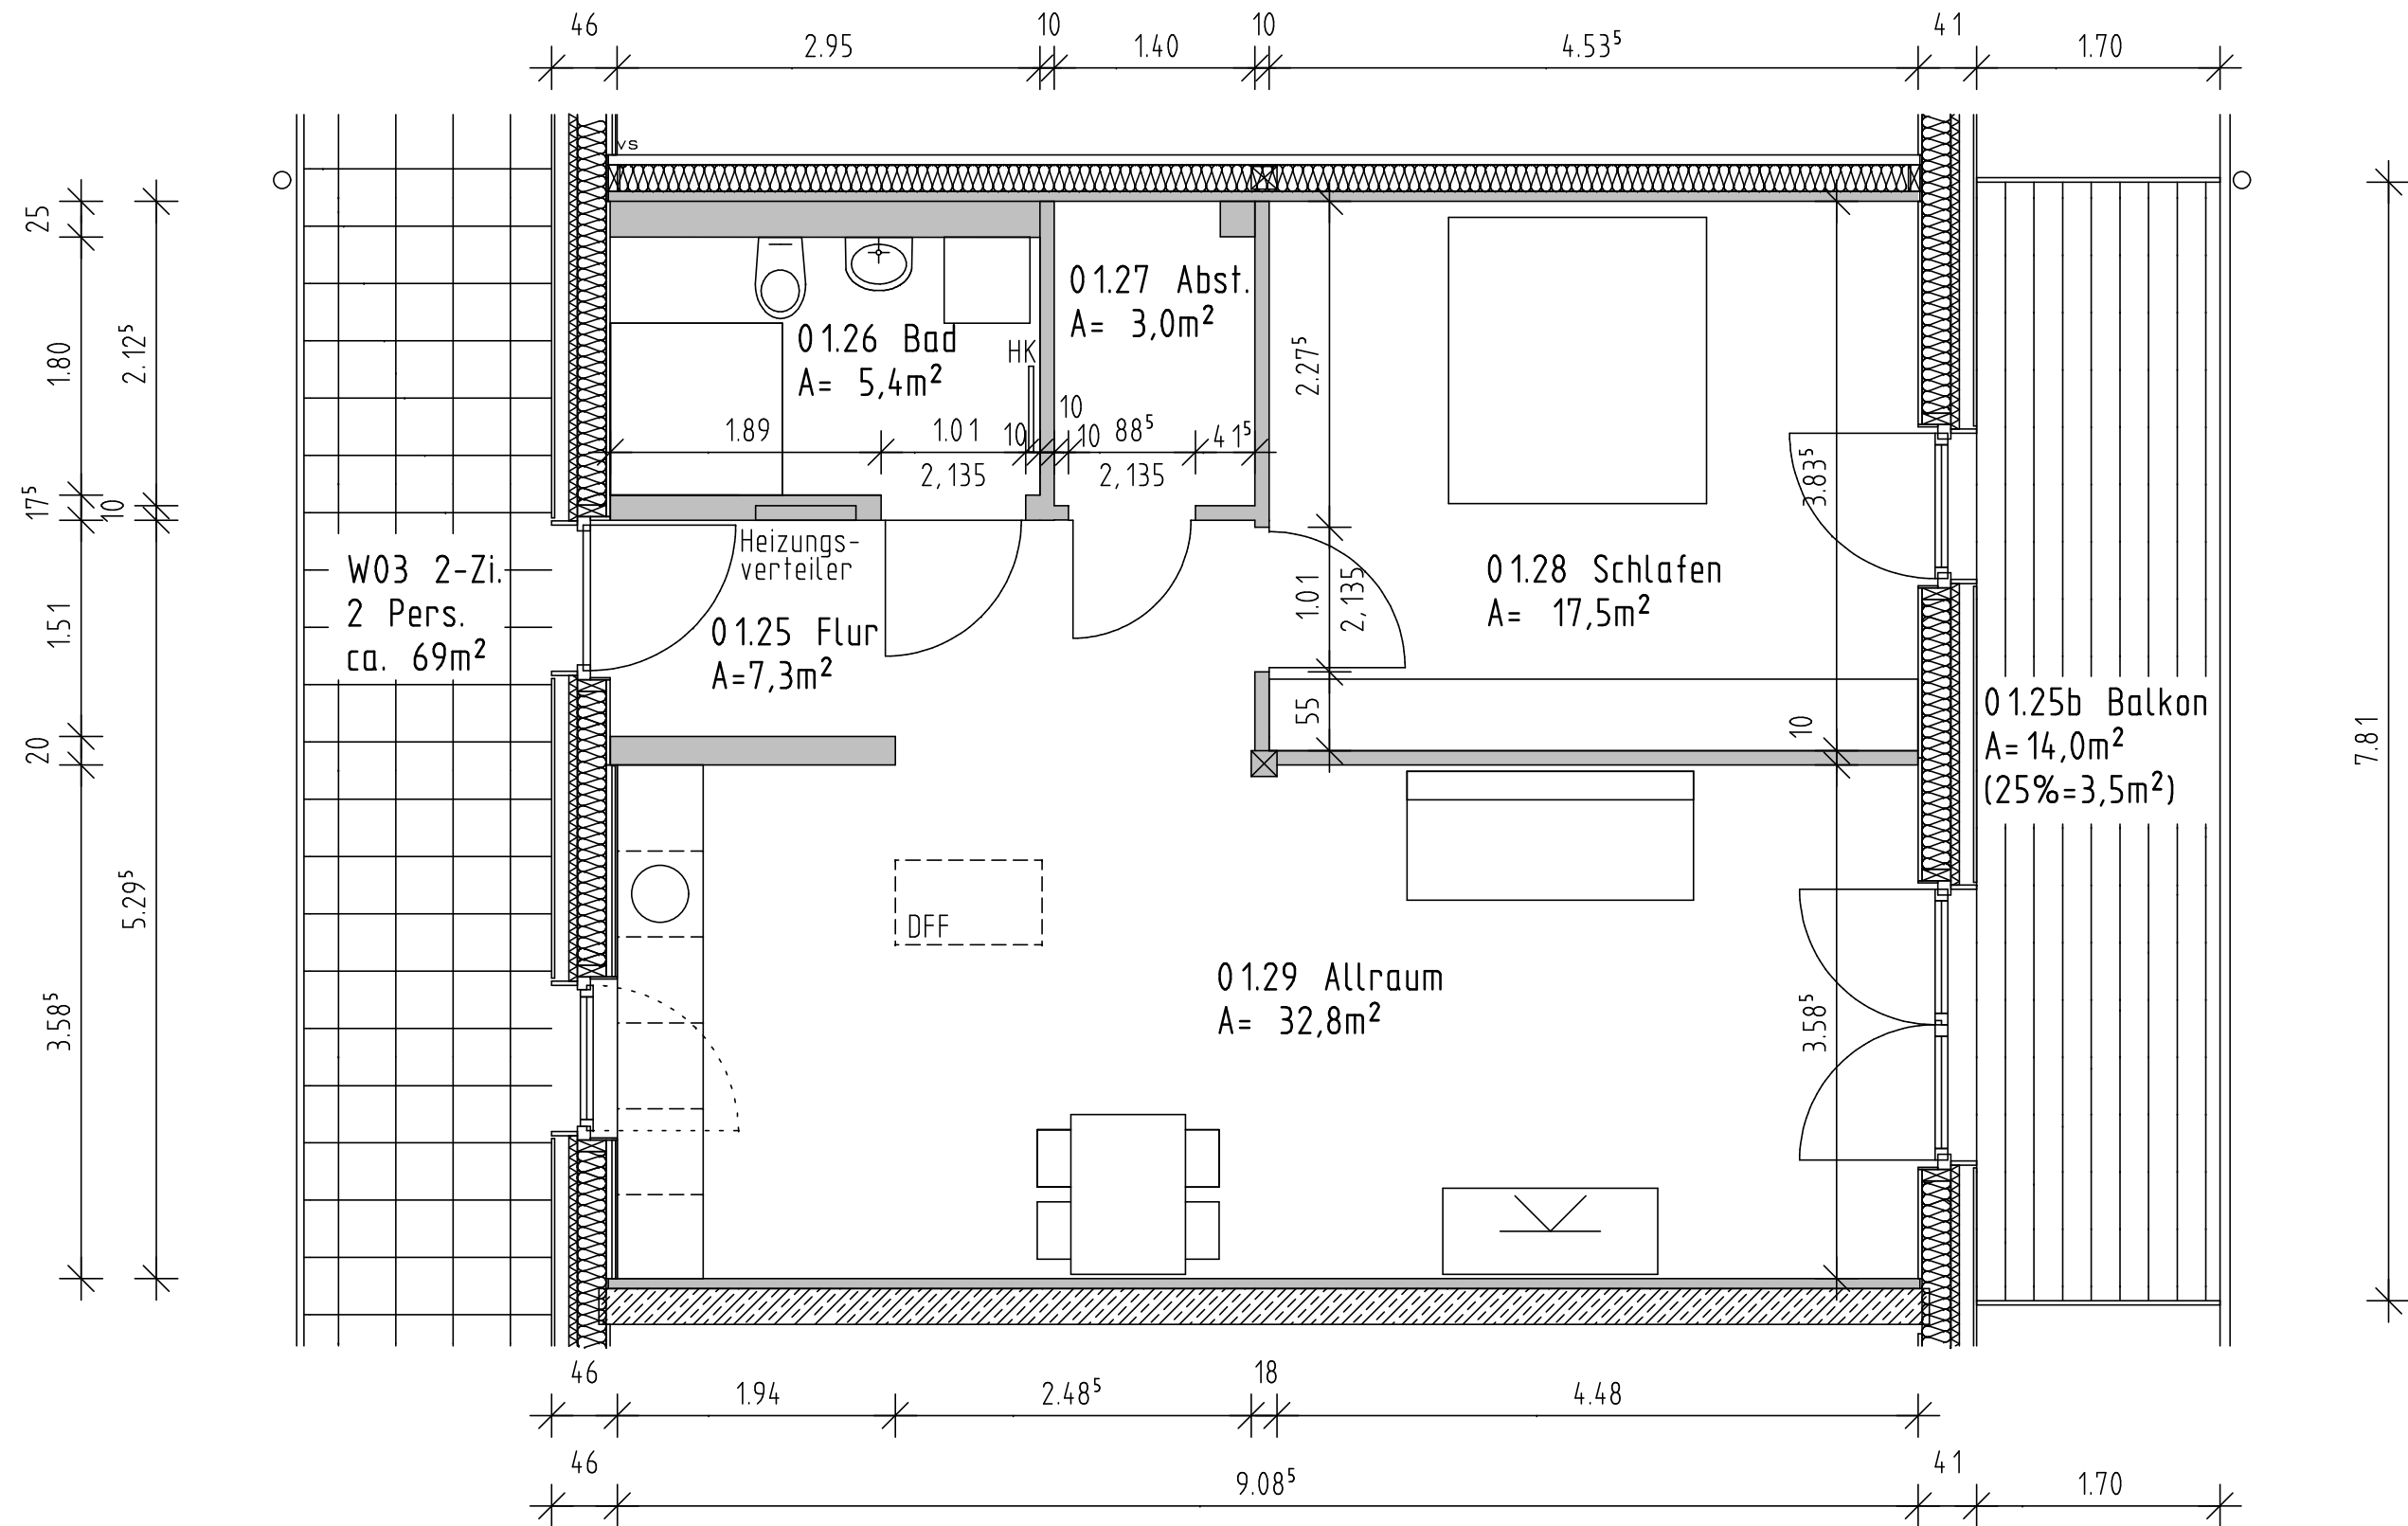 46
2.95
10
1.40
10
4.53⁵
41
1.70
vs
25
1.80
2.12⁵
17⁵
10
1.51
20
5.29⁵
3.58⁵
01.26 Bad
A= 5,4m²
HK
01.27 Abst.
A= 3,0m²
1.89
1.01
2,135
10
10
10
88⁵
2,135
41⁵
2.27⁵
1.01
2,135
55
3.83⁵
10
3.58⁵
Heizungs-
verteiler
W03 2-Zi.
2 Pers.
ca. 69m²
01.25 Flur
A=7,3m²
01.28 Schlafen
A= 17,5m²
01.25b Balkon
A=14,0m²
(25%=3,5m²)
7.81
DFF
01.29 Allraum
A= 32,8m²
46
1.94
2.48⁵
18
4.48
46
9.08⁵
41
1.70